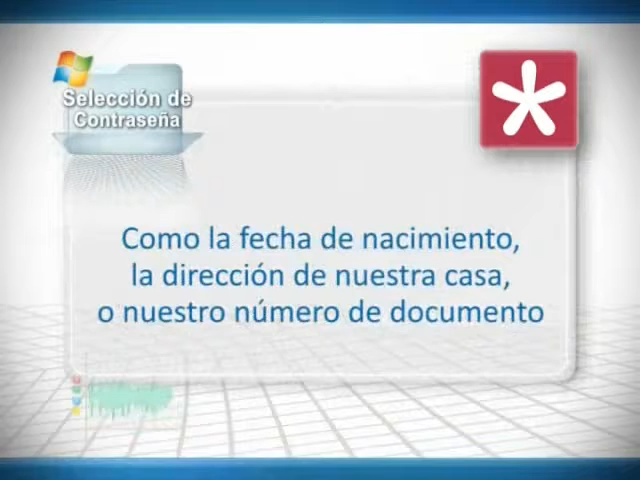 Selección de
Contraseña
Como la fecha de nacimiento,
la dirección de nuestra casa,
o nuestro número de documento